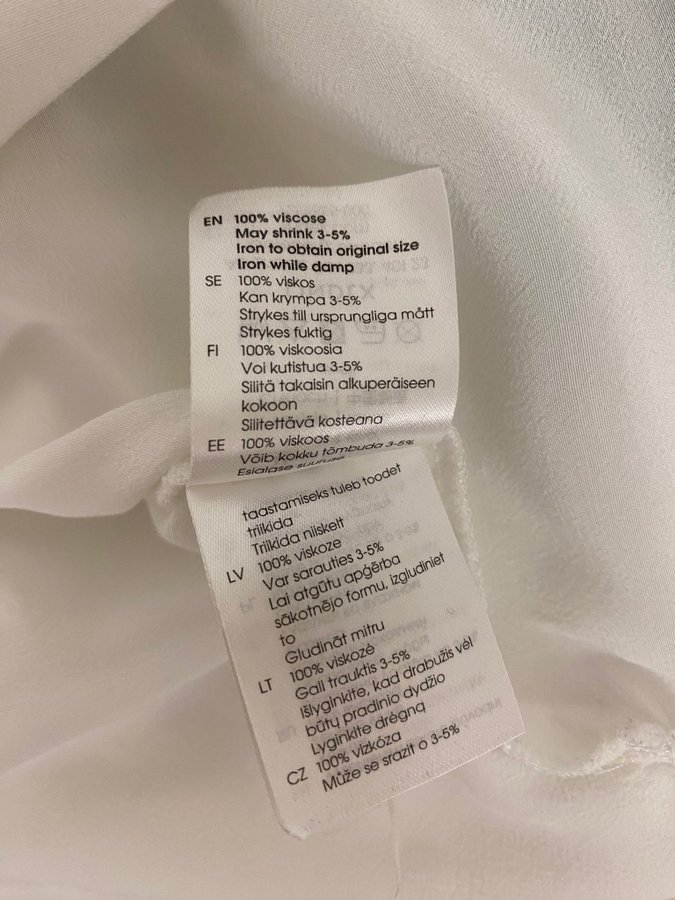 EN 100% viscose
May shrink 3-5%
Iron to obtain original size
Iron while damp
SE 100% viskos
Kan krympa 3-5%
Strykes till ursprungliga mått
Strykes fuktig
FI 100% viskoosia
Voi kutistua 3-5%
Silitä takaisin alkuperäiseen
kokoon
Silitettävä kosteana
EE 100% viskoos
Võib kokku tõmbuda 3-5%
Esialgse suuruse
taastamiseks tuleb toodet
triikida
Triikida niiskelt
LV 100% viskoze
Var sarauties 3-5%
Lai atgūtu apģērba
sākotnējo formu, izgludiniet
to
Gludināt mitru
LT 100% viskozė
Gali trauktis 3-5%
Išlyginkite, kad drabužis vėl
būtų pradinio dydžio
Lyginkite drėgną
CZ 100% vizkóza
Může se srazit o 3-5%